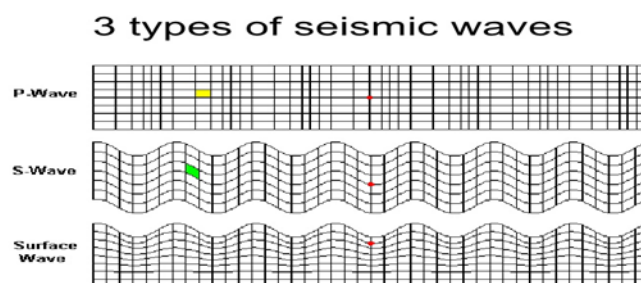 3 types of seismic waves
P-Wave
S-Wave
Surface
Wave